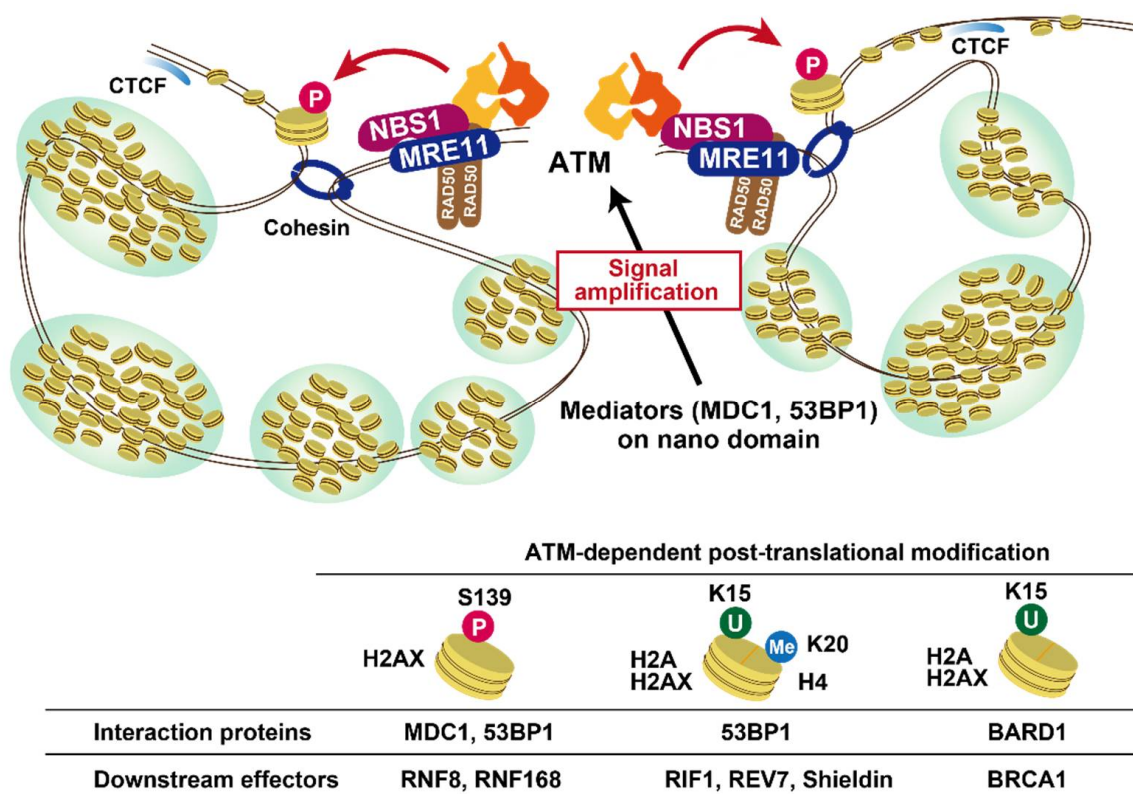 CTCF
P
NBS1
MRE11
RAD50
RAD50
Cohesin
ATM
P
CTCF
NBS1
MRE11
RAD50
RAD50
Signal
amplification
Mediators (MDC1, 53BP1)
on nano domain
ATM-dependent post-translational modification
S139
P
H2AX
K15
U
Me
K20
H2A
H2AX
H4
K15
U
H2A
H2AX
Interaction proteins
MDC1, 53BP1
53BP1
BARD1
Downstream effectors
RNF8, RNF168
RIF1, REV7, Shieldin
BRCA1